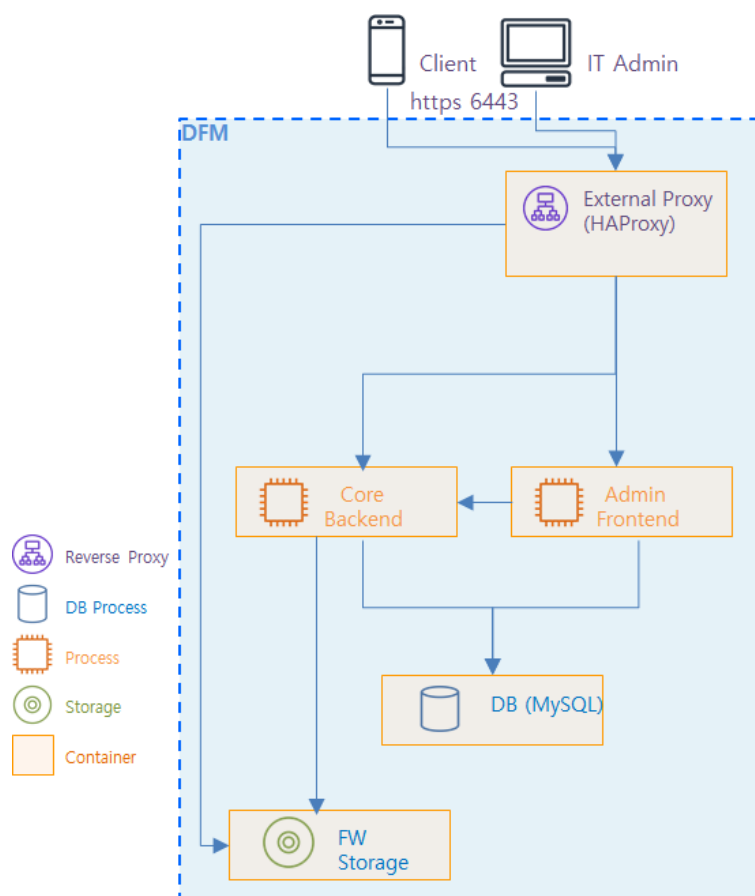 Client
IT Admin
https 6443
DFM
External Proxy
(HAProxy)
Core
Backend
Admin
Frontend
Reverse Proxy
DB Process
Process
Storage
Container
DB (MySQL)
FW
Storage